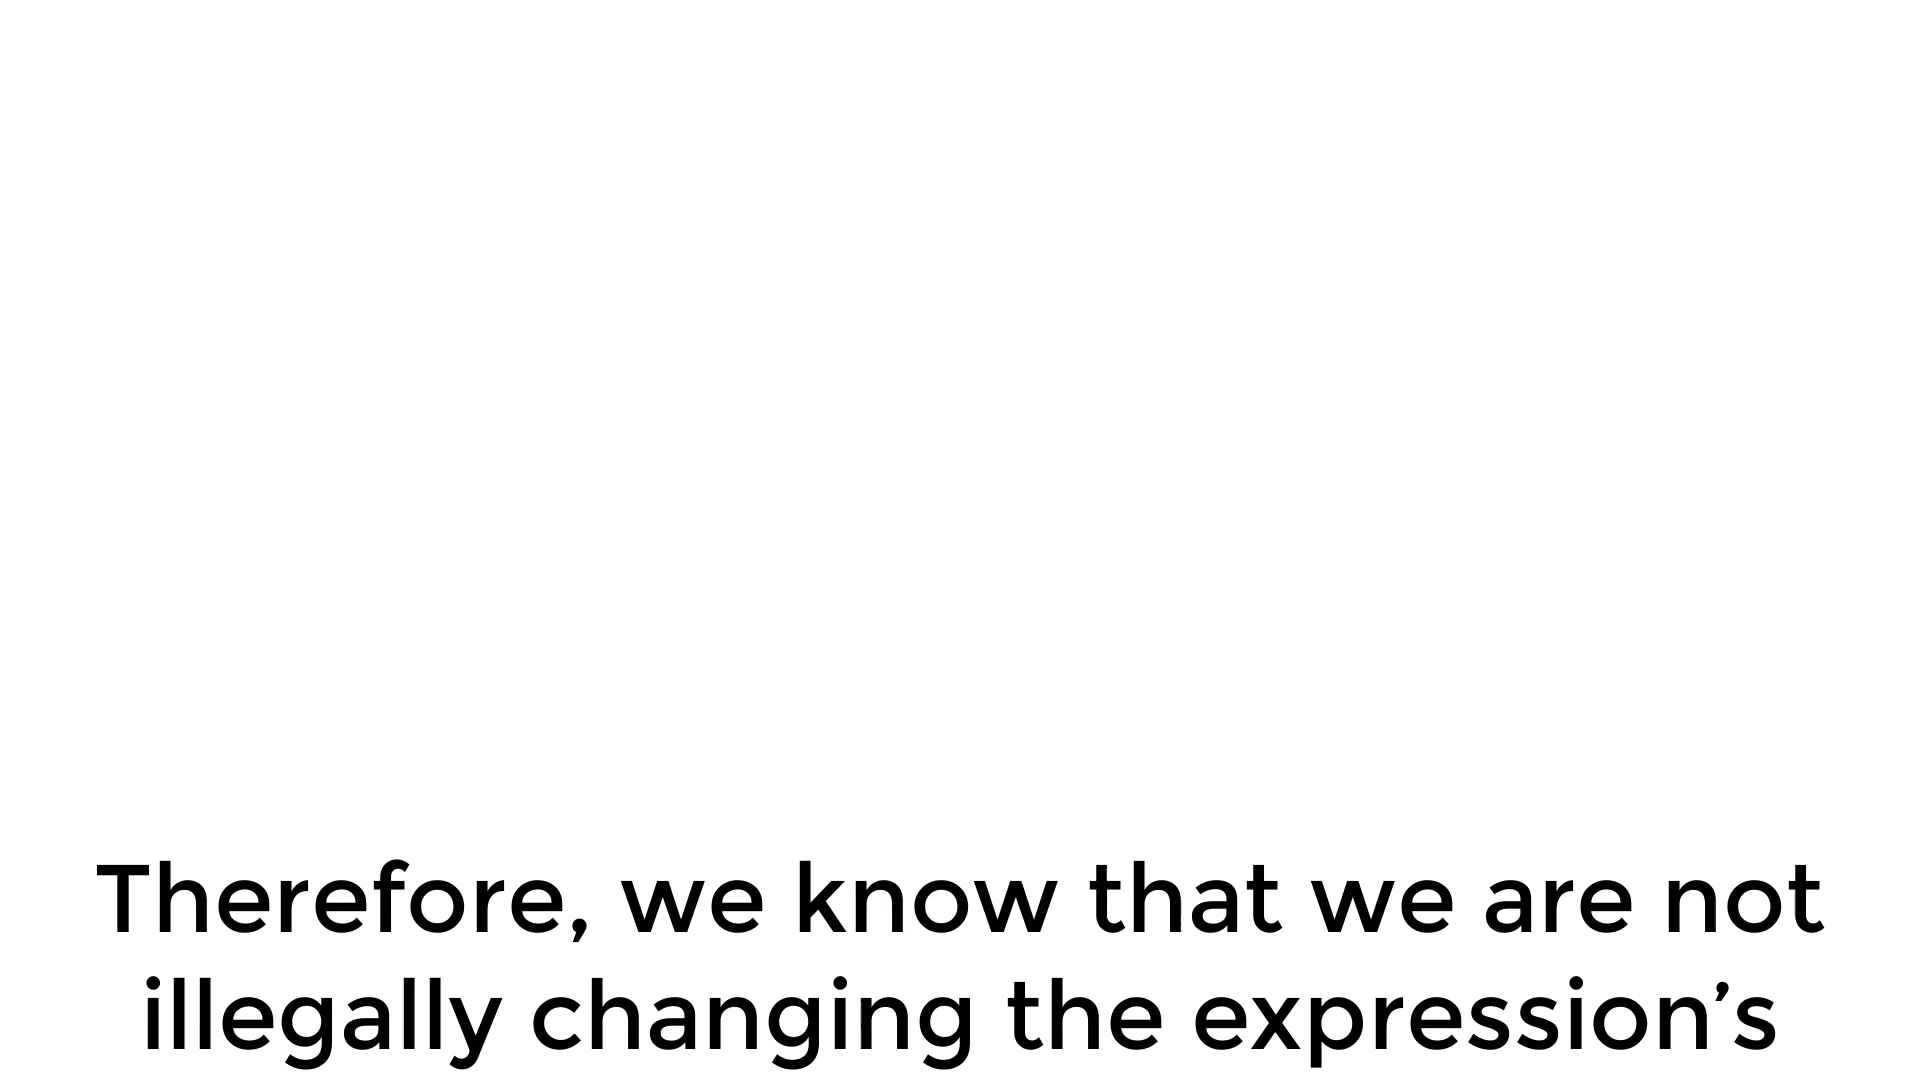 Therefore, we know that we are not
illegally changing the expression’s